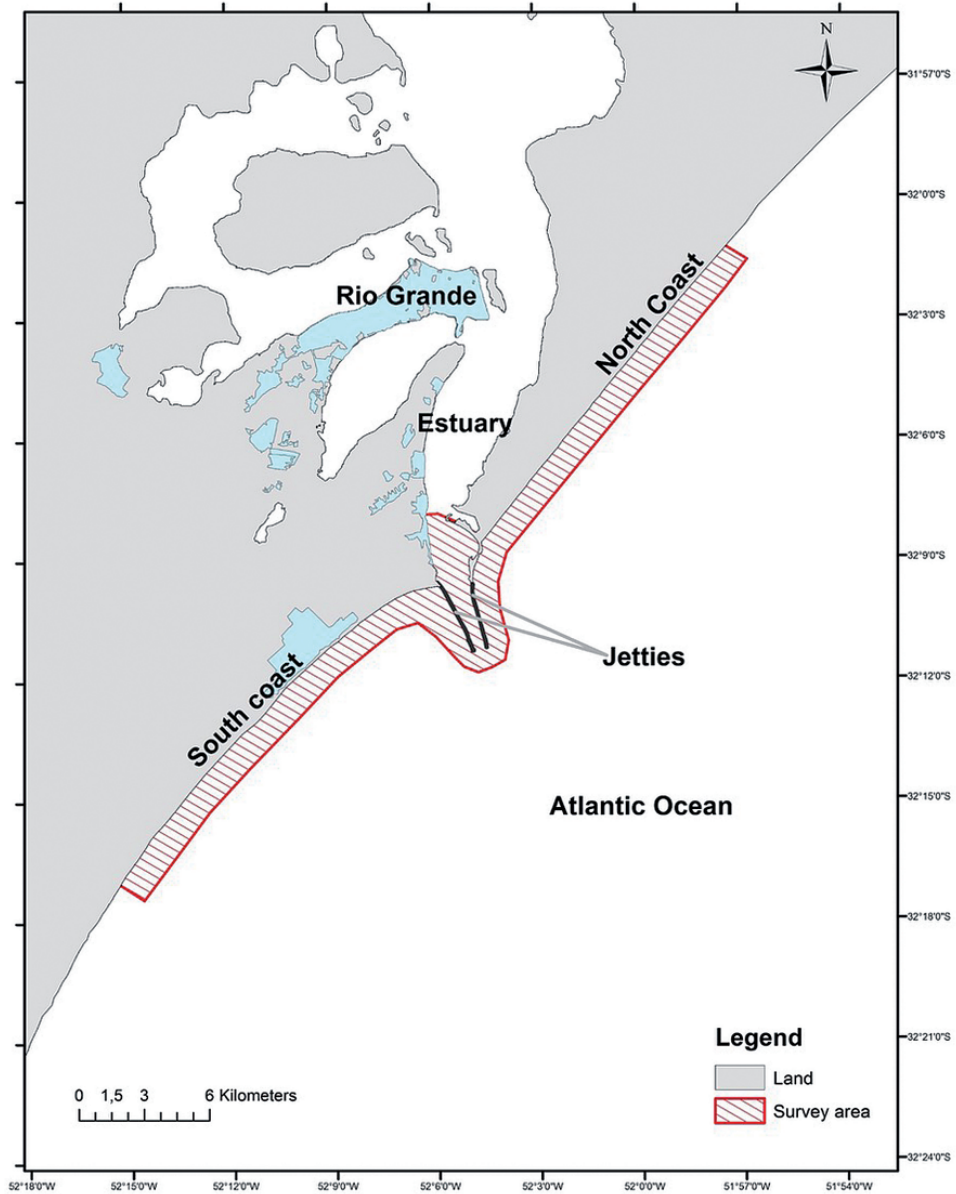 N
31°57'0"S
32°0'0"S
North Coast
Rio Grande
32°3'0"S
Estuary
32°6'0"S
32°9'0"S
Jetties
32°12'0"S
South coast
Atlantic Ocean
32°15'0"S
32°18'0"S
32°21'0"S
Legend
Land
Survey area
0 1,5 3 6 Kilometers
32°24'0"S
52°18'0"W 52°15'0"W 52°12'0"W 52°9'0"W 52°6'0"W 52°3'0"W 52°0'0"W 51°57'0"W 51°54'0"W